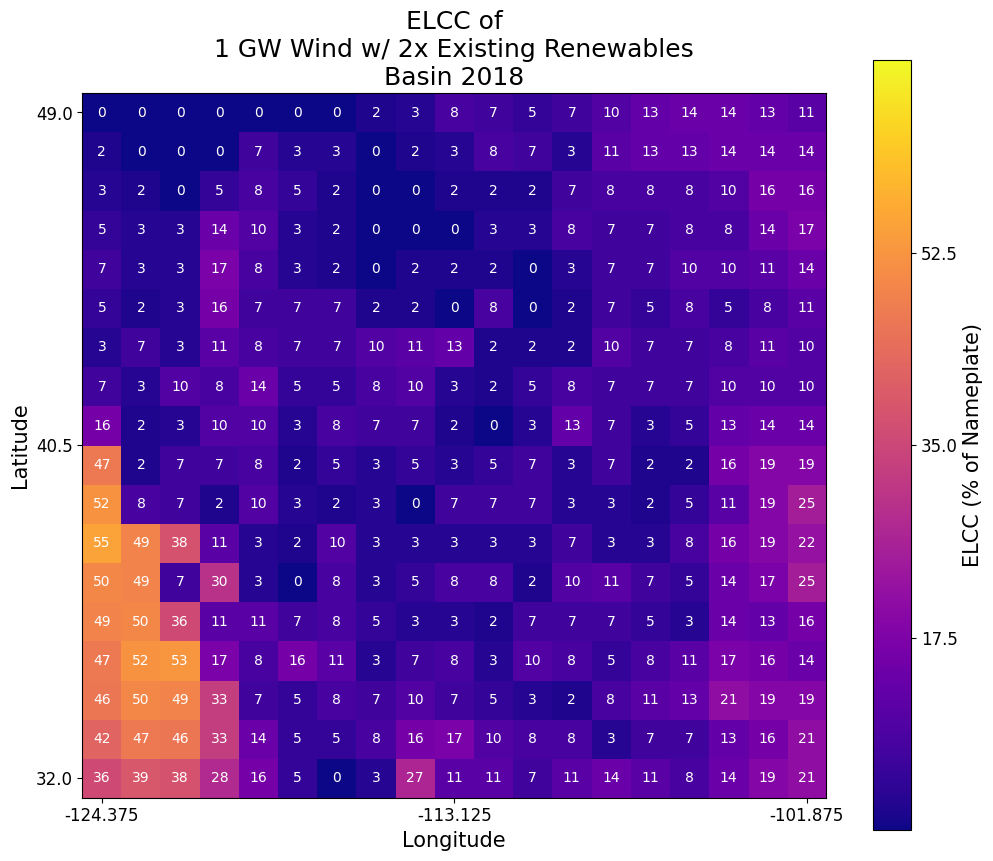 ELCC of
1 GW Wind w/ 2x Existing Renewables
Basin 2018
49.0
0 0 0 0 0 0 0 2 3 8 7 5 7 10 13 14 14 13 11
2 0 0 0 7 3 3 0 2 3 8 7 3 11 13 13 14 14 14
3 2 0 5 8 5 2 0 0 2 2 2 7 8 8 8 10 16 16
5 3 3 14 10 3 2 0 0 0 3 3 8 7 7 8 8 14 17
7 3 3 17 8 3 2 0 2 2 2 0 3 7 7 10 10 11 14
5 2 3 16 7 7 7 2 2 0 8 0 2 7 5 8 5 8 11
3 7 3 11 8 7 7 10 11 13 2 2 2 10 7 7 8 11 10
7 3 10 8 14 5 5 8 10 3 2 5 8 7 7 7 10 10 10
40.5
16 2 3 10 10 3 8 7 7 2 0 3 13 7 3 5 13 14 14
47 2 7 7 8 2 5 3 5 3 5 7 3 7 2 2 16 19 19
52 8 7 2 10 3 2 3 0 7 7 7 3 3 2 5 11 19 25
55 49 38 11 3 2 10 3 3 3 3 3 7 3 3 8 16 19 22
50 49 7 30 3 0 8 3 5 8 8 2 10 11 7 5 14 17 25
49 50 36 11 11 7 8 5 3 3 2 7 7 7 5 3 14 13 16
47 52 53 17 8 16 11 3 7 8 3 10 8 5 8 11 17 16 14
46 50 49 33 7 5 8 7 10 7 5 3 2 8 11 13 21 19 19
42 47 46 33 14 5 5 8 16 17 10 8 8 3 7 7 13 16 21
32.0
36 39 38 28 16 5 0 3 27 11 11 7 11 14 11 8 14 19 21
-124.375
-113.125
-101.875
Longitude
Latitude
52.5
35.0
17.5
ELCC (% of Nameplate)